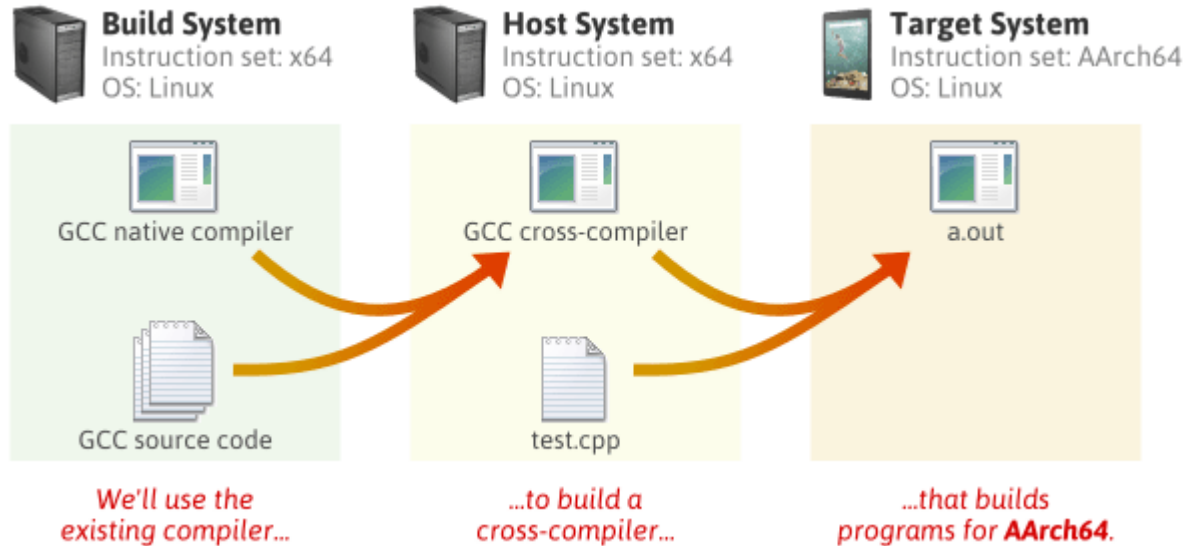 Build System
Instruction set: x64
OS: Linux
Host System
Instruction set: x64
OS: Linux
Target System
Instruction set: AArch64
OS: Linux
GCC native compiler
GCC source code
GCC cross-compiler
test.cpp
a.out
We'll use the
existing compiler...
...to build a
cross-compiler...
...that builds
programs for AArch64.